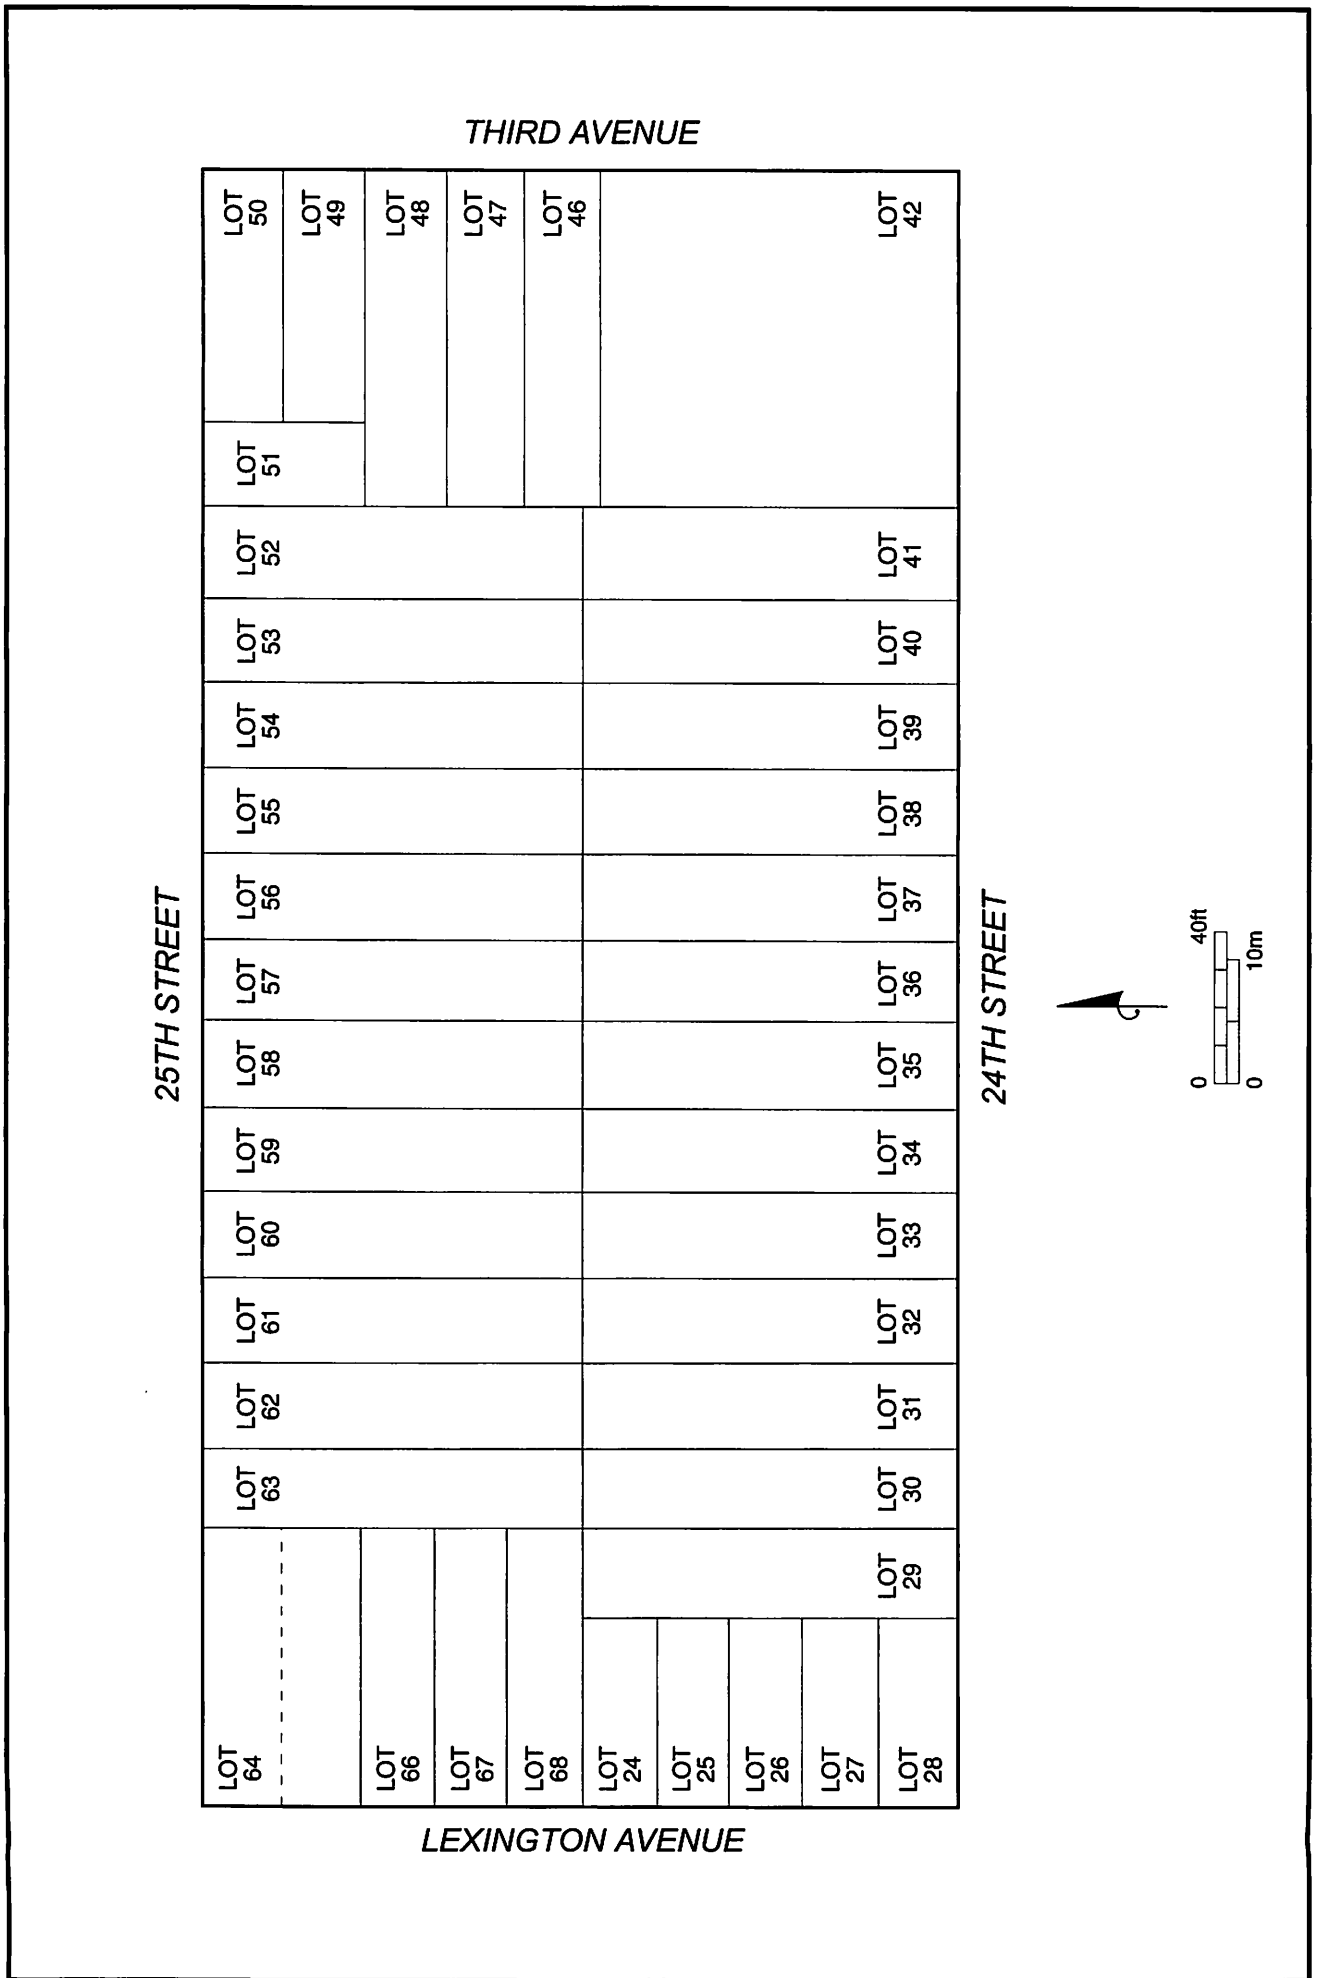 THIRD AVENUE
LOT
50
LOT
49
LOT
48
LOT
47
LOT
46
LOT
42
LOT
51
LOT
52
LOT
41
LOT
53
LOT
40
LOT
54
LOT
39
LOT
55
LOT
38
25TH STREET
LOT
56
LOT
37
24TH STREET
LOT
57
LOT
36
LOT
58
LOT
35
LOT
59
LOT
34
LOT
60
LOT
33
LOT
61
LOT
32
LOT
62
LOT
31
LOT
63
LOT
30
LOT
29
LOT
64
LOT
66
LOT
67
LOT
68
LOT
24
LOT
25
LOT
26
LOT
27
LOT
28
LEXINGTON AVENUE
0 40ft
0 10m